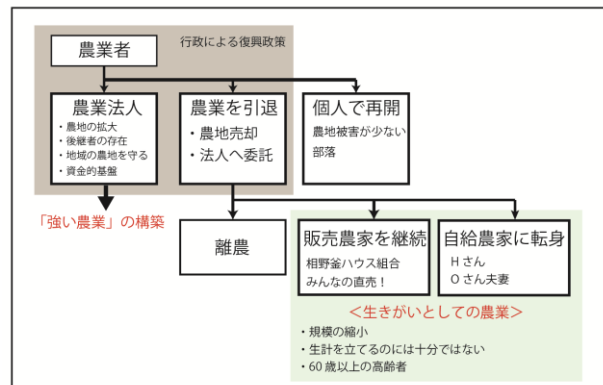 行政による復興政策
農業者
農業法人
・農地の拡大
・後継者の存在
・地域の農地を守る
・資金的基盤
農業を引退
・農地売却
・法人へ委託
個人で再開
農地被害が少ない
部落
「強い農業」の構築
離農
販売農家を継続
相野釜ハウス組合
みんなの直売！
自給農家に転身
Hさん
Oさん夫妻
＜生きがいとしての農業＞
・規模の縮小
・生計を立てるのには十分ではない
・60歳以上の高齢者